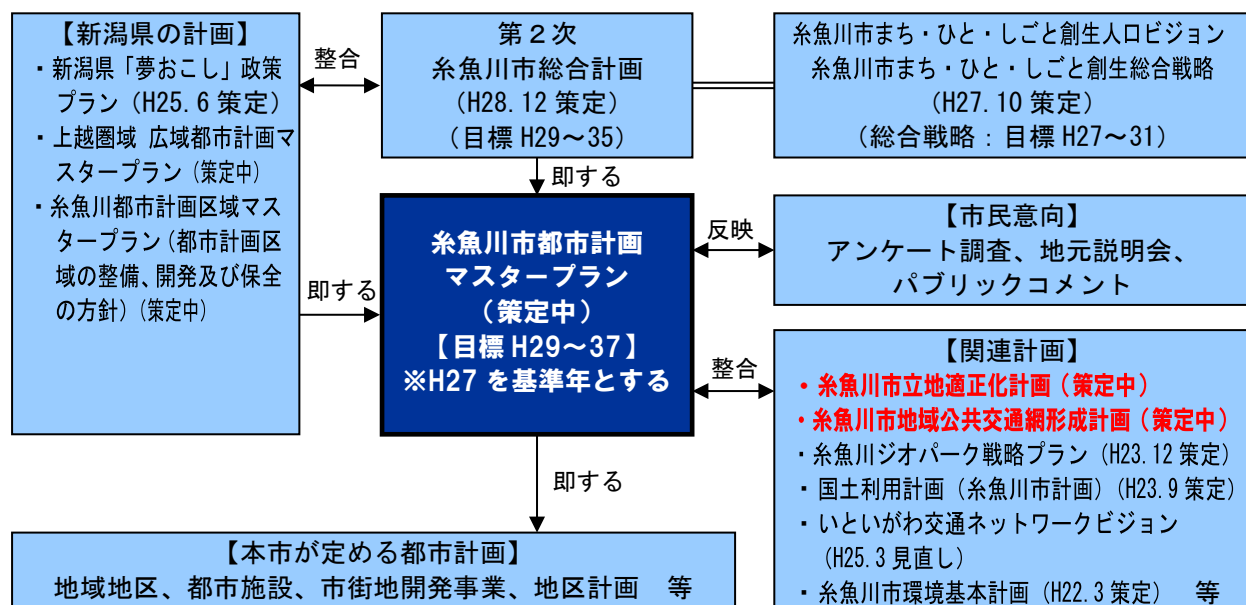 【新潟県の計画】
・新潟県「夢おこし」政策
プラン（H25.6 策定）
・上越圏域 広域都市計画マ
スタープラン（策定中）
・糸魚川都市計画区域マス
タープラン（都市計画区
域の整備、開発及び保全
の方針）（策定中）
整合
第２次
糸魚川市総合計画
（H28.12 策定）
（目標 H29～35）
糸魚川市まち・ひと・しごと創生人口ビジョン
糸魚川市まち・ひと・しごと創生総合戦略
（H27.10 策定）
（総合戦略：目標 H27～31）
即する
即する
糸魚川市都市計画
マスタープラン
（策定中）
【目標 H29～37】
※H27 を基準年とする
反映
【市民意向】
アンケート調査、地元説明会、
パブリックコメント
整合
【関連計画】
・糸魚川市立地適正化計画（策定中）
・糸魚川市地域公共交通網形成計画（策定中）
・糸魚川ジオパーク戦略プラン（H23.12 策定）
・国土利用計画（糸魚川市計画）（H23.9 策定）
・いといがわ交通ネットワークビジョン
（H25.3 見直し）
・糸魚川市環境基本計画（H22.3 策定）　等
即する
【本市が定める都市計画】
地域地区、都市施設、市街地開発事業、地区計画　等